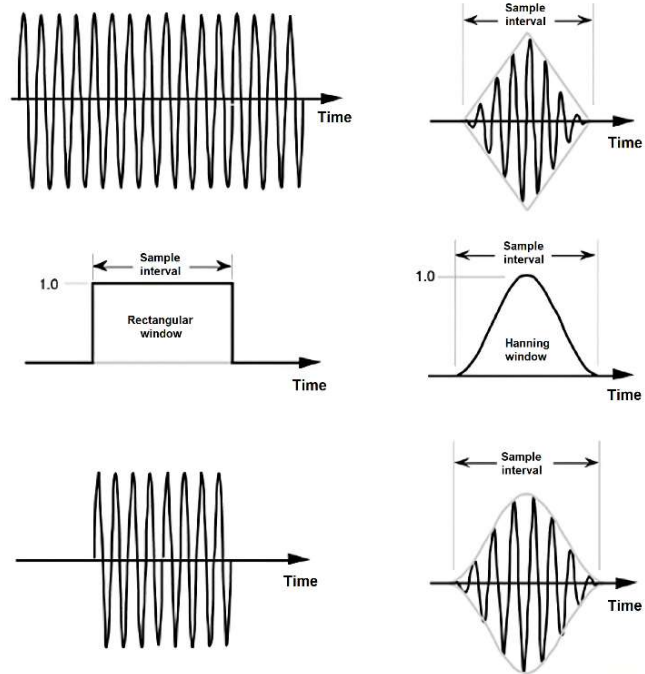 Sample
interval
Time
Time
Sample
interval
1.0
Rectangular
window
Time
Sample
interval
1.0
Hanning
window
Time
Sample
interval
Time
Time